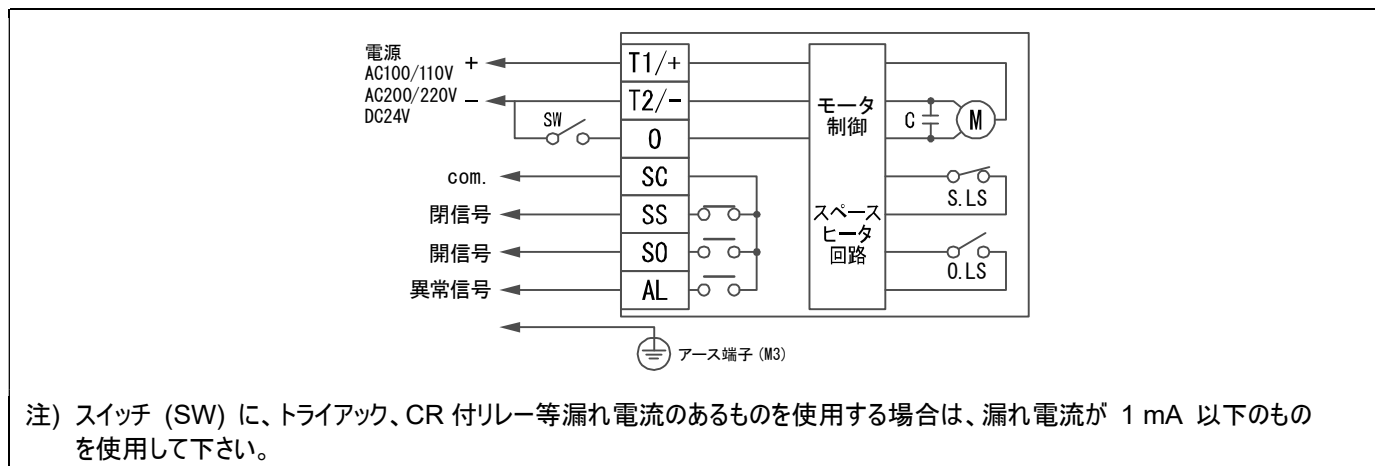 電源
AC100/110V
AC200/220V
DC24V
+
−
SW
com.
閉信号
開信号
異常信号
T1/+
T2/−
O
SC
SS
SO
AL
モータ
制御
スペース
ヒータ
回路
C
M
S.LS
O.LS
アース端子 (M3)
注) スイッチ (SW) に、トライアック、CR 付リレー等漏れ電流のあるものを使用する場合は、漏れ電流が 1 mA 以下のもの
を使用して下さい。